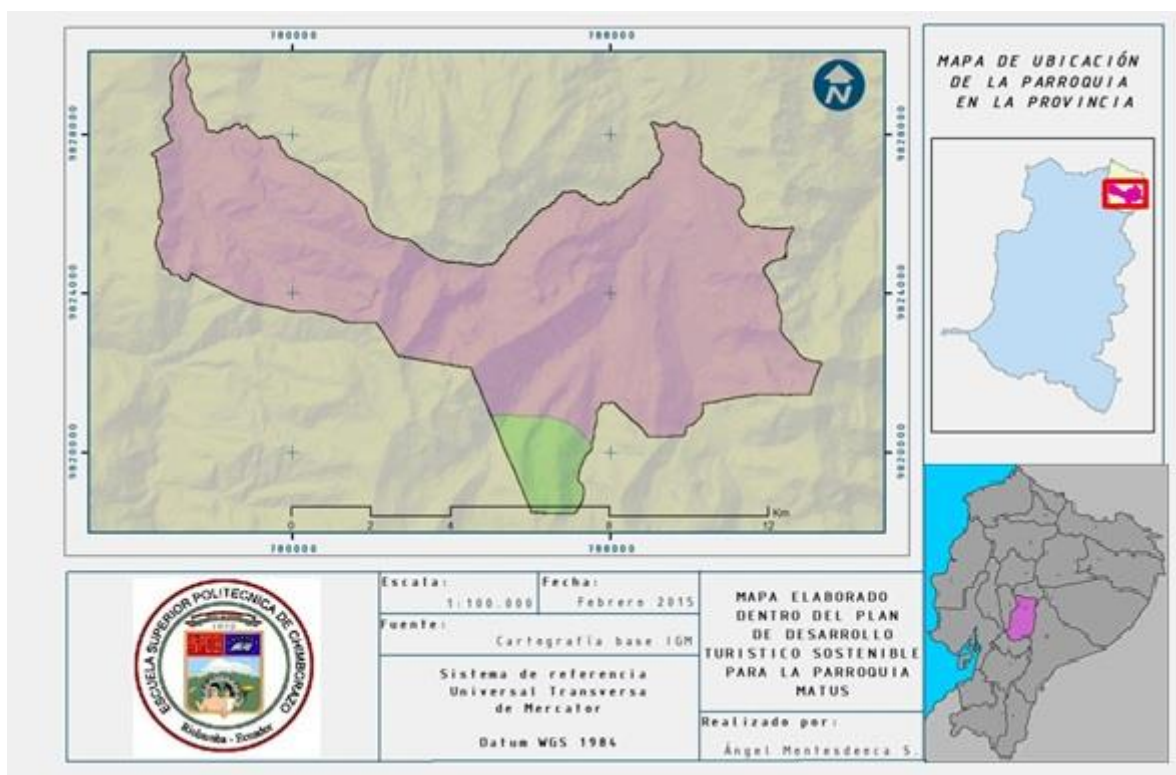 780000
788000
9828000
9824000
9820000
N
0
2
4
8
12
Km
780000
788000
MAPA DE UBICACIÓN
DE LA PARROQUIA
EN LA PROVINCIA
ESCUELA SUPERIOR POLITECNICA DE CHIMBORAZO
Riobamba - Ecuador
Escala:
1:100.000
Fecha:
Febrero 2015
Fuente:
Cartografía base IGM
Sistema de referencia
Universal Transversa
de Mercator
Datum WGS 1984
MAPA ELABORADO
DENTRO DEL PLAN
DE DESARROLLO
TURISTICO SOSTENIBLE
PARA LA PARROQUIA
MATUS
Realizado por:
Ángel Montesdeoca S.